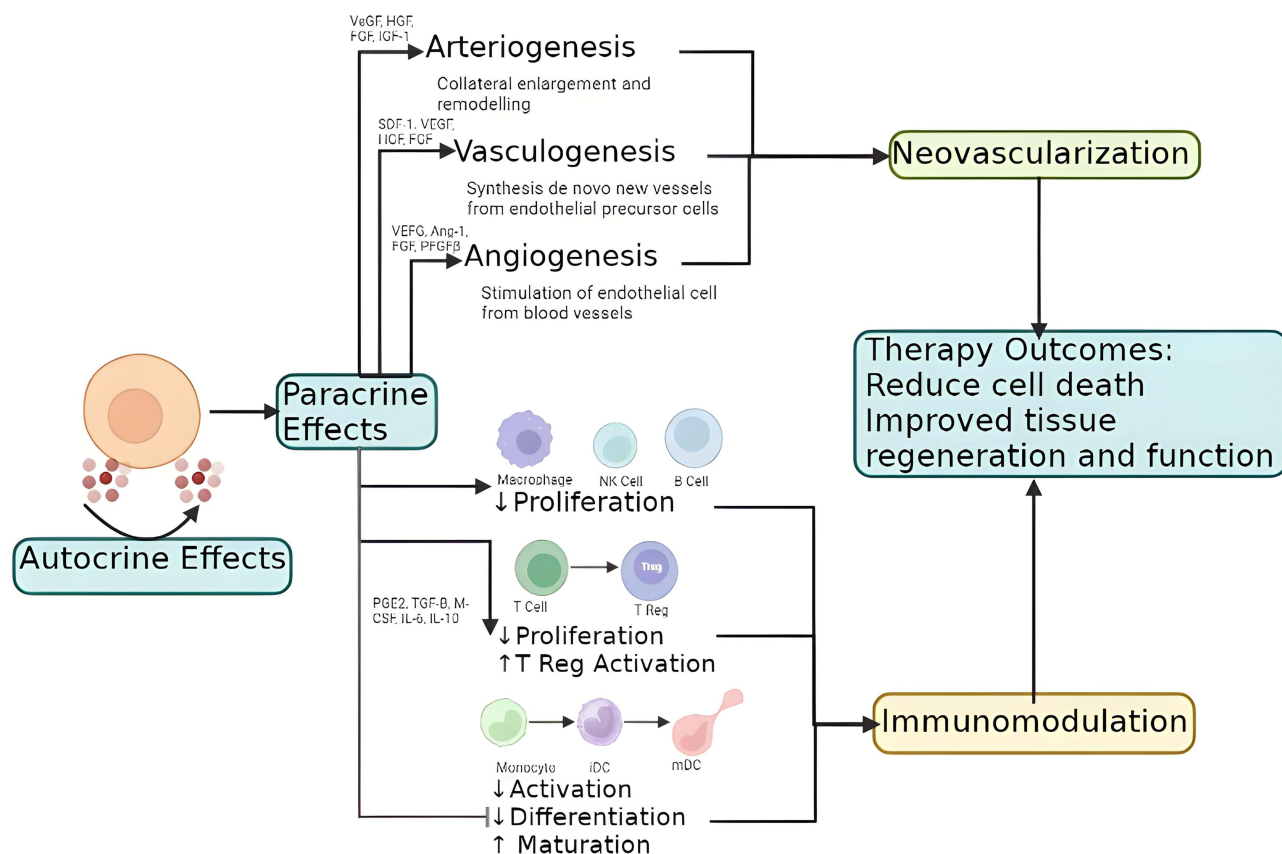 VeGF, HGF,
FGF, IGF-1
Arteriogenesis
Collateral enlargement and
remodelling
SDF-1, VEGF,
HGF, FGF
Vasculogenesis
Synthesis de novo new vessels
from endothelial precursor cells
VEFG, Ang-1,
FGF, PFGFβ
Angiogenesis
Stimulation of endothelial cell
from blood vessels
Neovascularization
Therapy Outcomes:
Reduce cell death
Improved tissue
regeneration and function
Paracrine
Effects
Autocrine Effects
Macrophage
NK Cell
B Cell
↓Proliferation
T Cell
T Reg
PGE2, TGF-B, M-
CSF, IL-6, IL-10
↓Proliferation
↑T Reg Activation
Monocyte
iDC
mDC
↓Activation
↓Differentiation
↑ Maturation
Immunomodulation